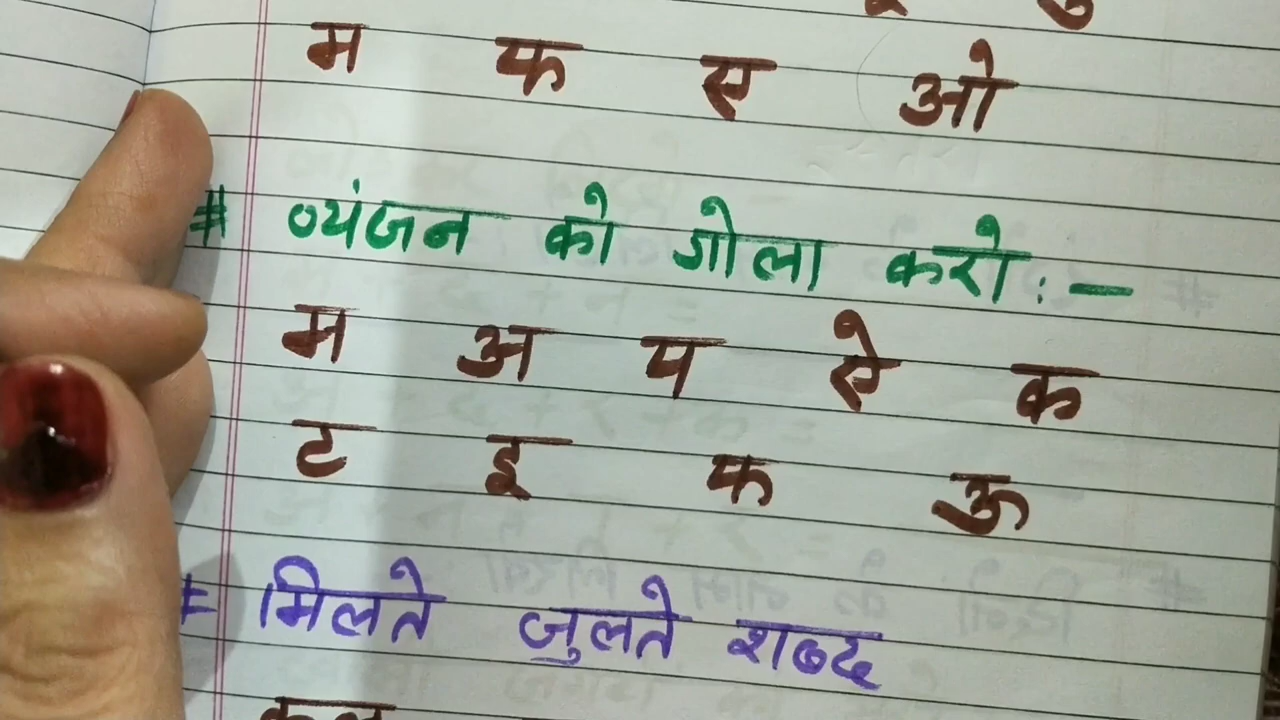 म फ स ओ
# व्यंजन को गोला करो :-
म अ प ऐ क
ट इ फ ऊ
# मिलते जुलते शब्द